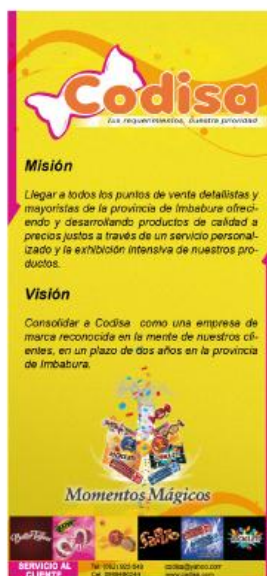 Codisa
tus requerimientos, nuestra prioridad
Misión
Llegar a todos los puntos de venta detallistas y
mayoristas de la provincia de Imbabura ofreci-
endo y desarrollando productos de calidad a
precios justos a través de un servicio personal-
izado y la exhibición intensiva de nuestros pro-
ductos.
Visión
Consolidar a Codisa como una empresa de
marca reconocida en la mente de nuestros cli-
entes, en un plazo de dos años en la provincia
de Imbabura.
Momentos Mágicos
SERVICIO AL
CLIENTE